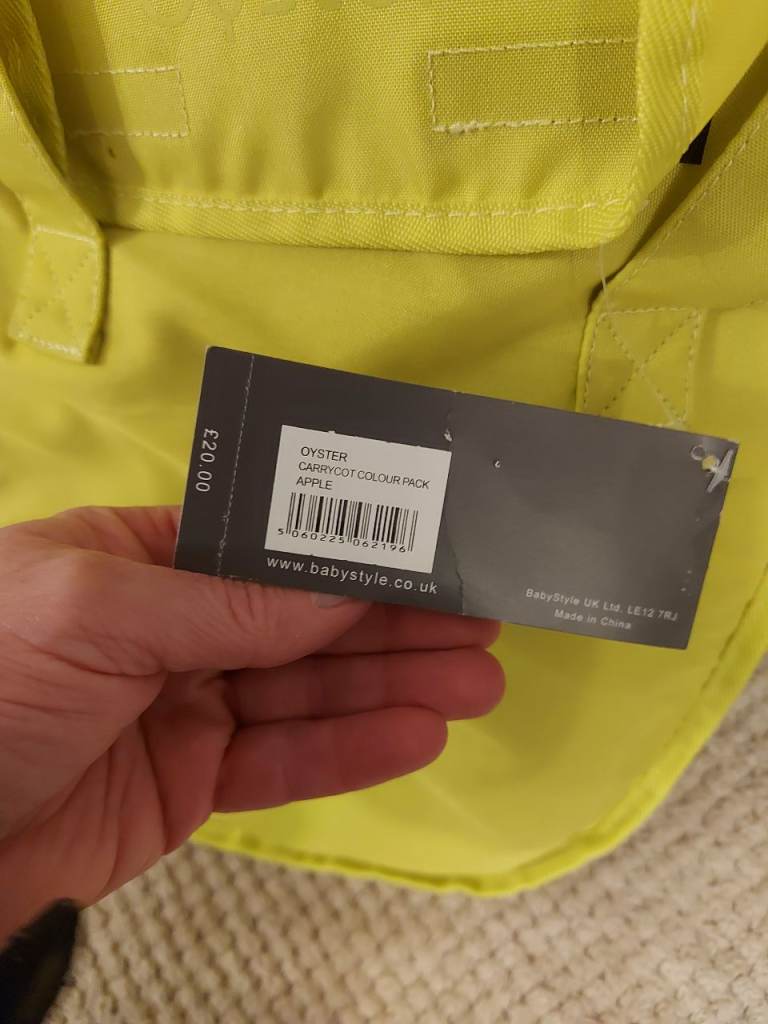 £20.00
OYSTER
CARRYCOT COLOUR PACK
APPLE
5 060225 062196
www.babystyle.co.uk
BabyStyle UK Ltd. LE12 7RJ
Made in China